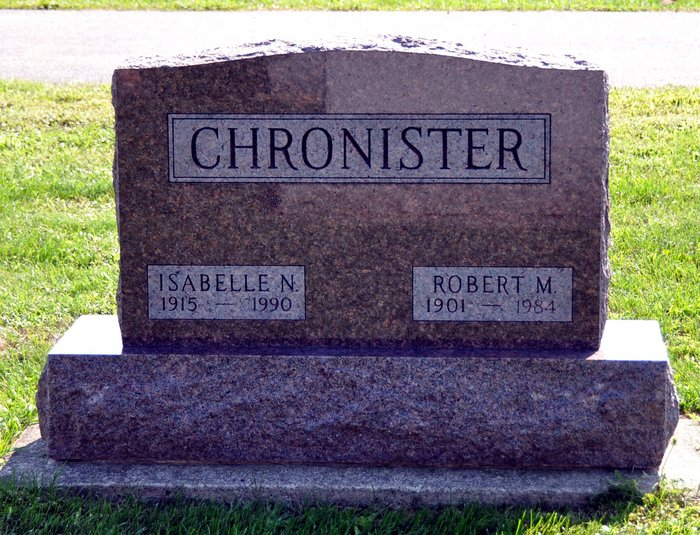 CHRONISTER
ISABELLE N.
1915 — 1990
ROBERT M.
1901 — 1984